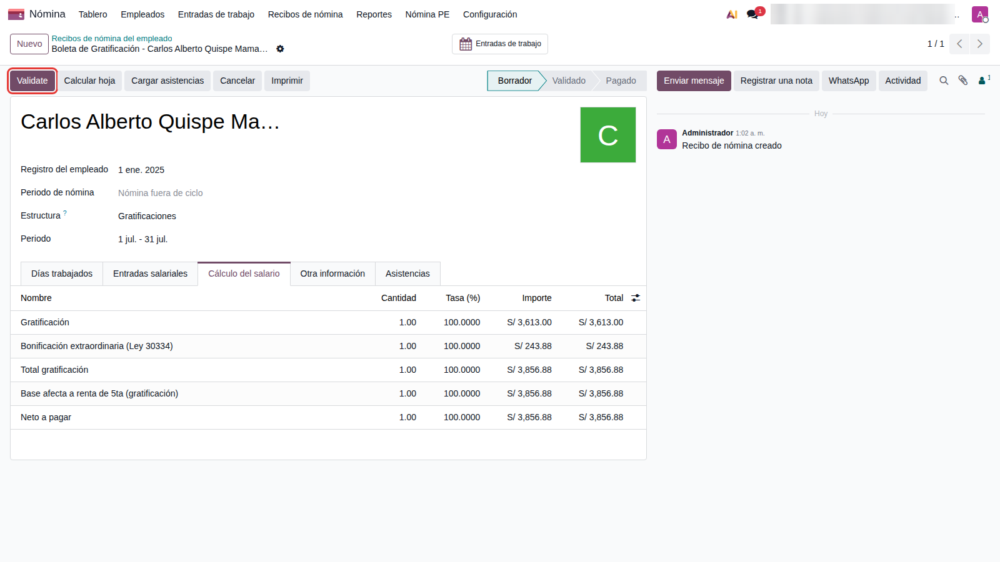 Nómina Tablero Empleados Entradas de trabajo Recibos de nómina Reportes Nómina PE Configuración AI 1 A
Nuevo Recibos de nómina del empleado
Boleta de Gratificación - Carlos Alberto Quispe Mama…
Entradas de trabajo 1 / 1
Validate Calcular hoja Cargar asistencias Cancelar Imprimir Borrador Validado Pagado Enviar mensaje Registrar una nota WhatsApp Actividad 1
Carlos Alberto Quispe Ma…
C
Hoy
A Administrador 1:02 a. m.
Recibo de nómina creado
Registro del empleado 1 ene. 2025
Periodo de nómina Nómina fuera de ciclo
Estructura ? Gratificaciones
Periodo 1 jul. - 31 jul.
Días trabajados Entradas salariales Cálculo del salario Otra información Asistencias
Nombre Cantidad Tasa (%) Importe Total
Gratificación 1.00 100.0000 S/ 3,613.00 S/ 3,613.00
Bonificación extraordinaria (Ley 30334) 1.00 100.0000 S/ 243.88 S/ 243.88
Total gratificación 1.00 100.0000 S/ 3,856.88 S/ 3,856.88
Base afecta a renta de 5ta (gratificación) 1.00 100.0000 S/ 3,856.88 S/ 3,856.88
Neto a pagar 1.00 100.0000 S/ 3,856.88 S/ 3,856.88